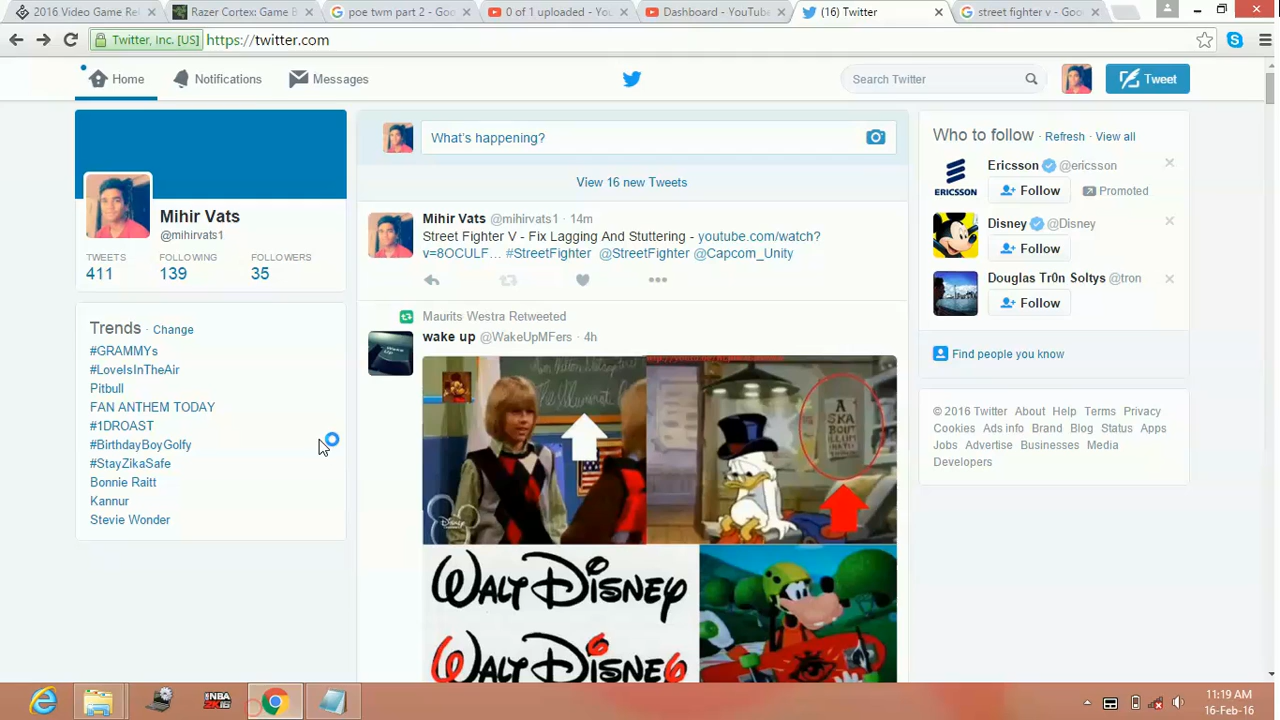 2016 Video Game Rel
Razer Cortex: Game B
poe twm part 2 - Goo
0 of 1 uploaded - You
Dashboard - YouTube
(16) Twitter
street fighter v - Goo
Twitter, Inc. [US] https://twitter.com
Home Notifications Messages
Search Twitter
Tweet
Mihir Vats
@mihirvats1
TWEETS FOLLOWING FOLLOWERS
411 139 35
Trends · Change
#GRAMMYs
#LoveIsInTheAir
Pitbull
FAN ANTHEM TODAY
#1DROAST
#BirthdayBoyGolfy
#StayZikaSafe
Bonnie Raitt
Kannur
Stevie Wonder
What's happening?
View 16 new Tweets
Mihir Vats @mihirvats1 · 14m
Street Fighter V - Fix Lagging And Stuttering - youtube.com/watch?
v=8OCULF… #StreetFighter @StreetFighter @Capcom_Unity
Maurits Westra Retweeted
wake up @WakeUpMFers · 4h
A
SKA
BOUT
ILLUM
Disney
WALT DISNEY
WALT DISNE6
Who to follow · Refresh · View all
Ericsson @ericsson
ERICSSON
Follow Promoted
Disney @Disney
Follow
Douglas Tr0n Soltys @tron
Follow
Find people you know
© 2016 Twitter About Help Terms Privacy
Cookies Ads info Brand Blog Status Apps
Jobs Advertise Businesses Media
Developers
NBA
2K16
11:19 AM
16-Feb-16